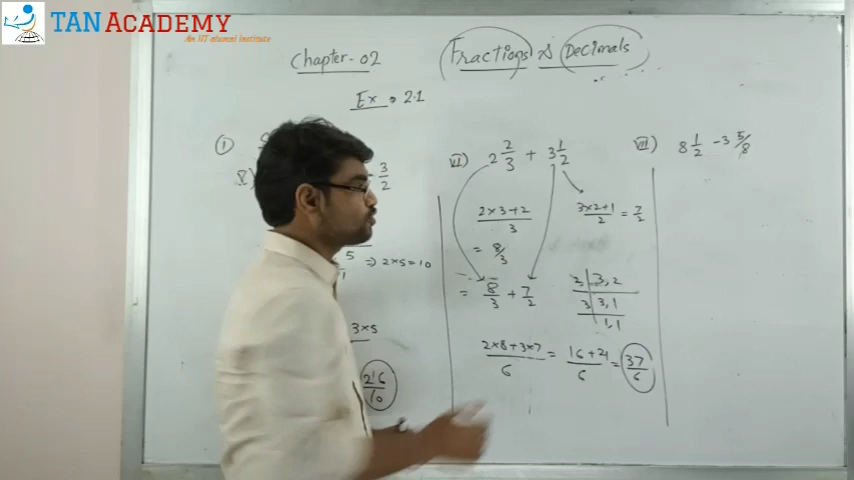 TAN ACADEMY
An IIT alumni Institute
Chapter-02 Fractions & Decimals
Ex 2.1
① 
V) - 3/2
5/1 ⇒ 2×5=10
3×5
216/10
VI) 2 2/3 + 3 1/2
(2×3+2)/3
(3×2+1)/2 = 7/2
= 8/3
= 8/3 + 7/2
2 | 3, 2
3 | 3, 1
1, 1
(2×8+3×7)/6 = (16+21)/6 = 37/6
VII) 8 1/2 - 3 5/8